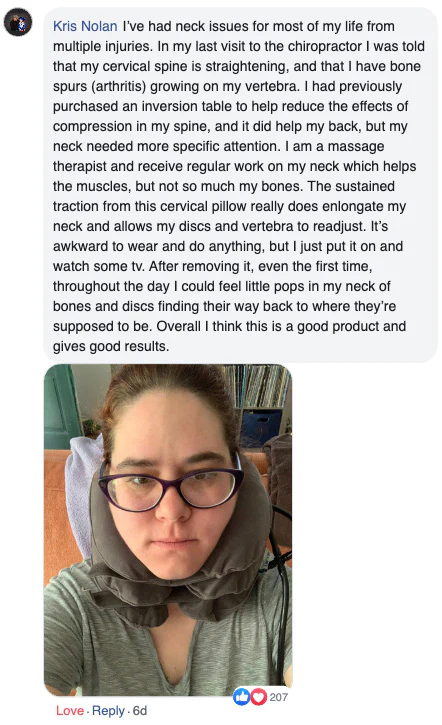 Kris Nolan I've had neck issues for most of my life from
multiple injuries. In my last visit to the chiropractor I was told
that my cervical spine is straightening, and that I have bone
spurs (arthritis) growing on my vertebra. I had previously
purchased an inversion table to help reduce the effects of
compression in my spine, and it did help my back, but my
neck needed more specific attention. I am a massage
therapist and receive regular work on my neck which helps
the muscles, but not so much my bones. The sustained
traction from this cervical pillow really does enlongate my
neck and allows my discs and vertebra to readjust. It's
awkward to wear and do anything, but I just put it on and
watch some tv. After removing it, even the first time,
throughout the day I could feel little pops in my neck of
bones and discs finding their way back to where they're
supposed to be. Overall I think this is a good product and
gives good results.
207
Love · Reply · 6d